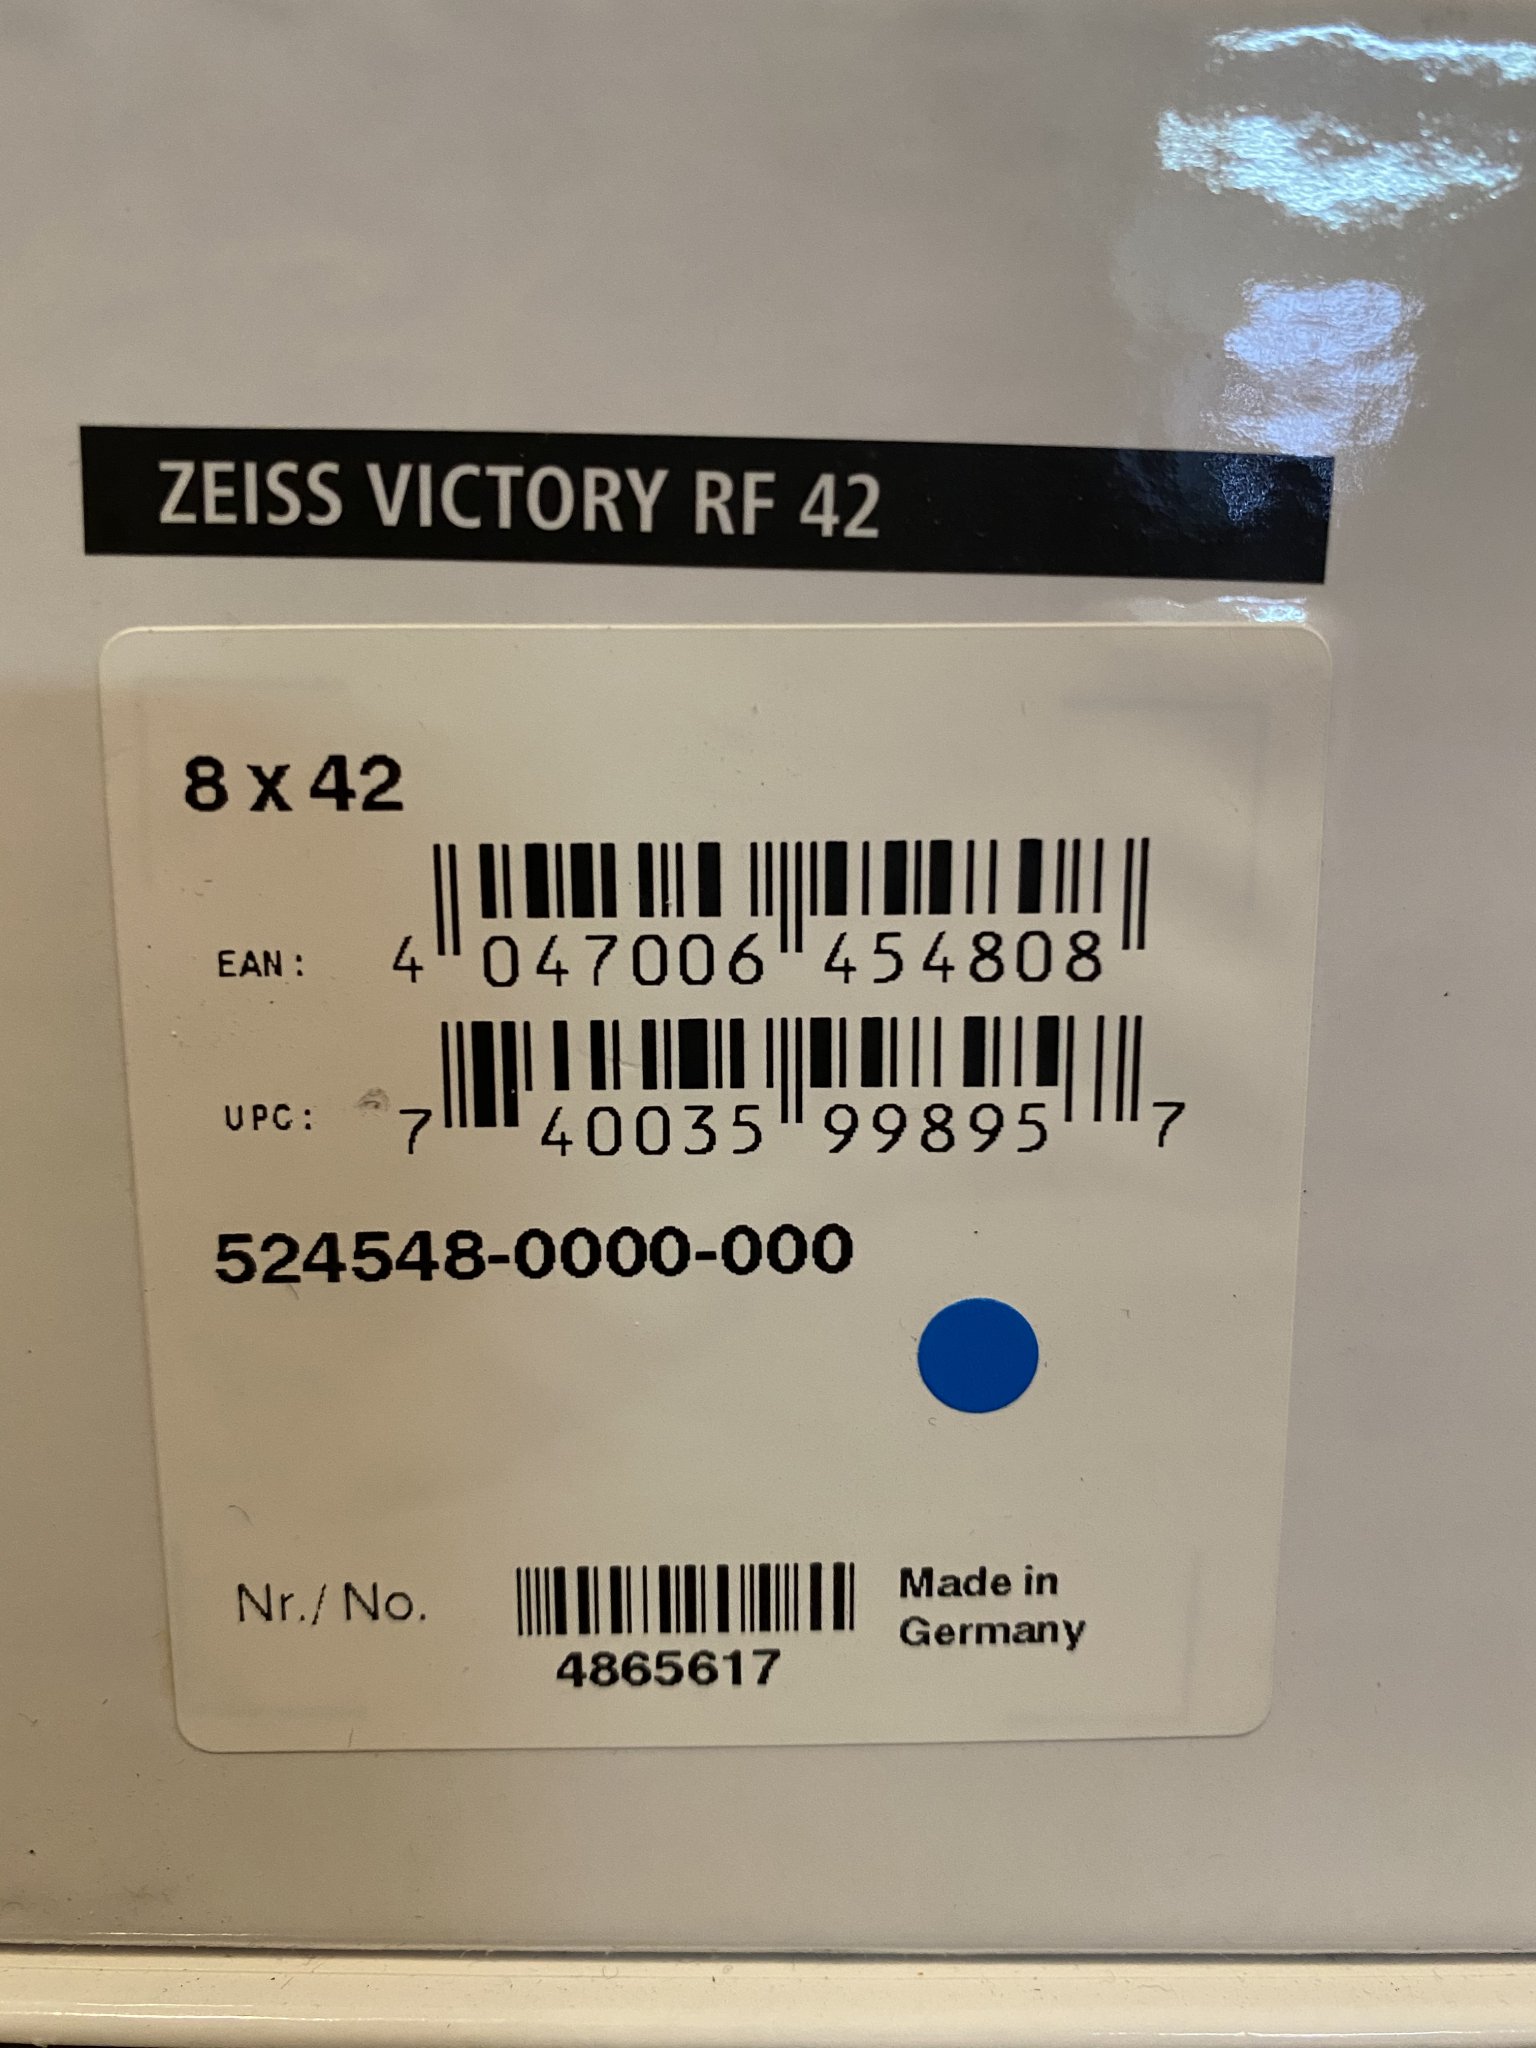 ZEISS VICTORY RF 42
8 x 42
EAN: 4 047006 454808
UPC: 7 40035 99895 7
524548-0000-000
Nr./ No.
4865617
Made in
Germany